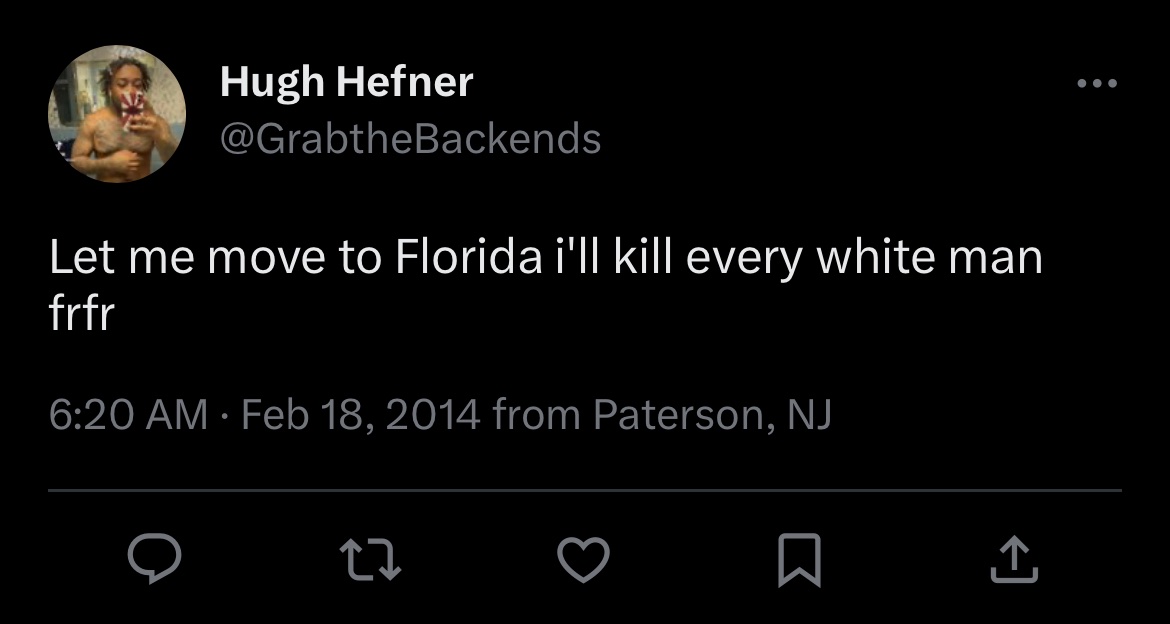 Hugh Hefner
@GrabtheBackends
Let me move to Florida i'll kill every white man
frfr
6:20 AM · Feb 18, 2014 from Paterson, NJ